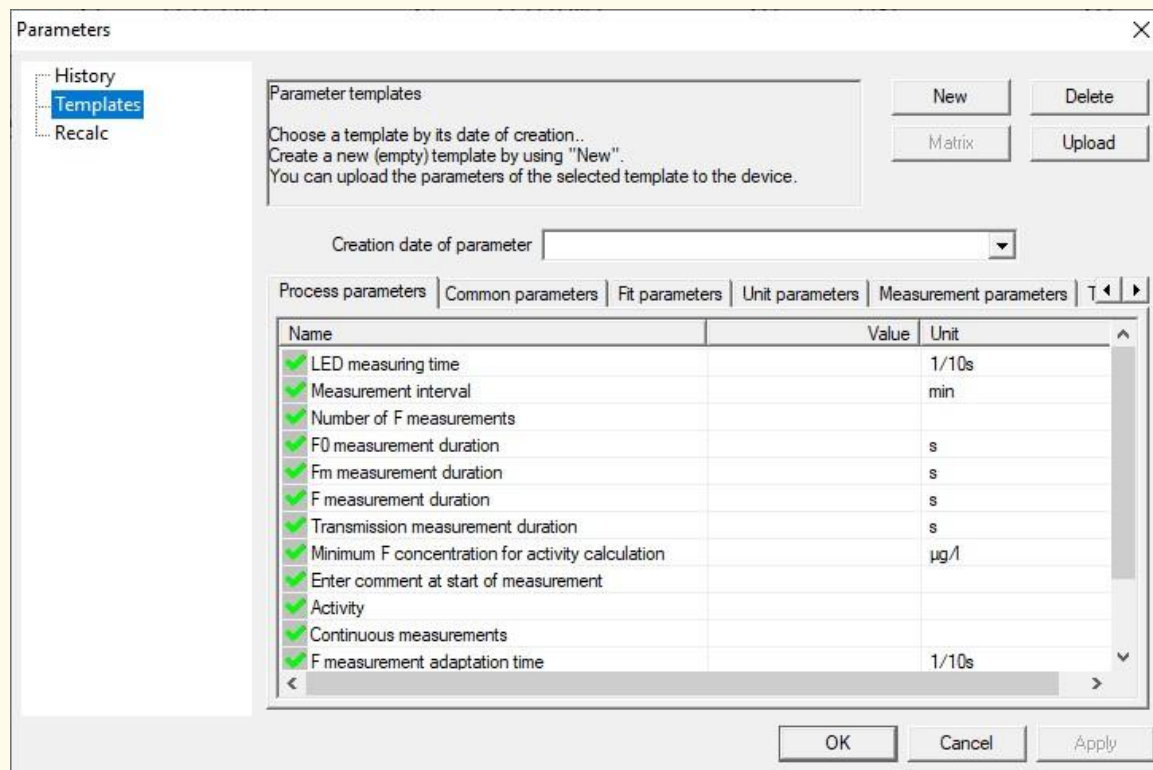 Parameters
History
Templates
Recalc
Parameter templates
Choose a template by its date of creation..
Create a new (empty) template by using "New".
You can upload the parameters of the selected template to the device.
New
Delete
Matrix
Upload
Creation date of parameter
Process parameters
Common parameters
Fit parameters
Unit parameters
Measurement parameters
Name Value Unit
LED measuring time 1/10s
Measurement interval min
Number of F measurements
F0 measurement duration s
Fm measurement duration s
F measurement duration s
Transmission measurement duration s
Minimum F concentration for activity calculation µg/l
Enter comment at start of measurement
Activity
Continuous measurements
F measurement adaptation time 1/10s
OK
Cancel
Apply